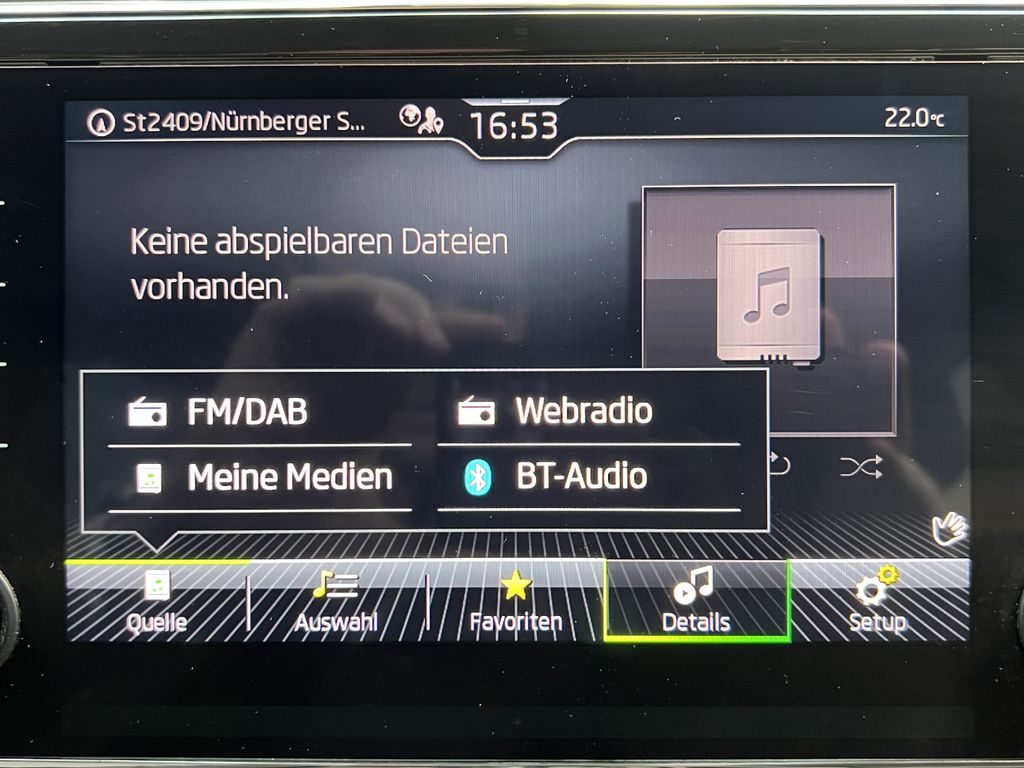 St2409/Nürnberger S...
16:53
22.0°C
Keine abspielbaren Dateien
vorhanden.
FM/DAB
Webradio
Meine Medien
BT-Audio
Quelle
Auswahl
Favoriten
Details
Setup